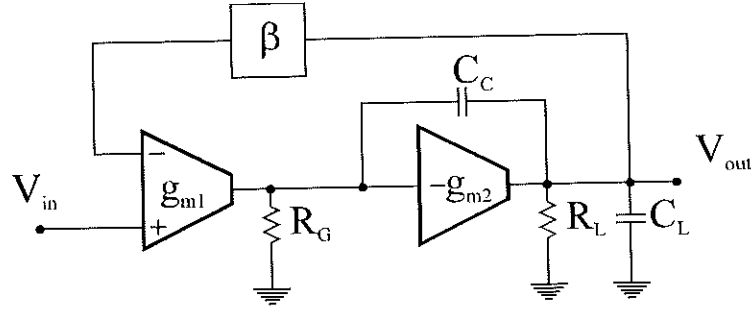 β
C_C
V_out
V_in
−
g_m1
+
R_G
−g_m2
R_L
C_L